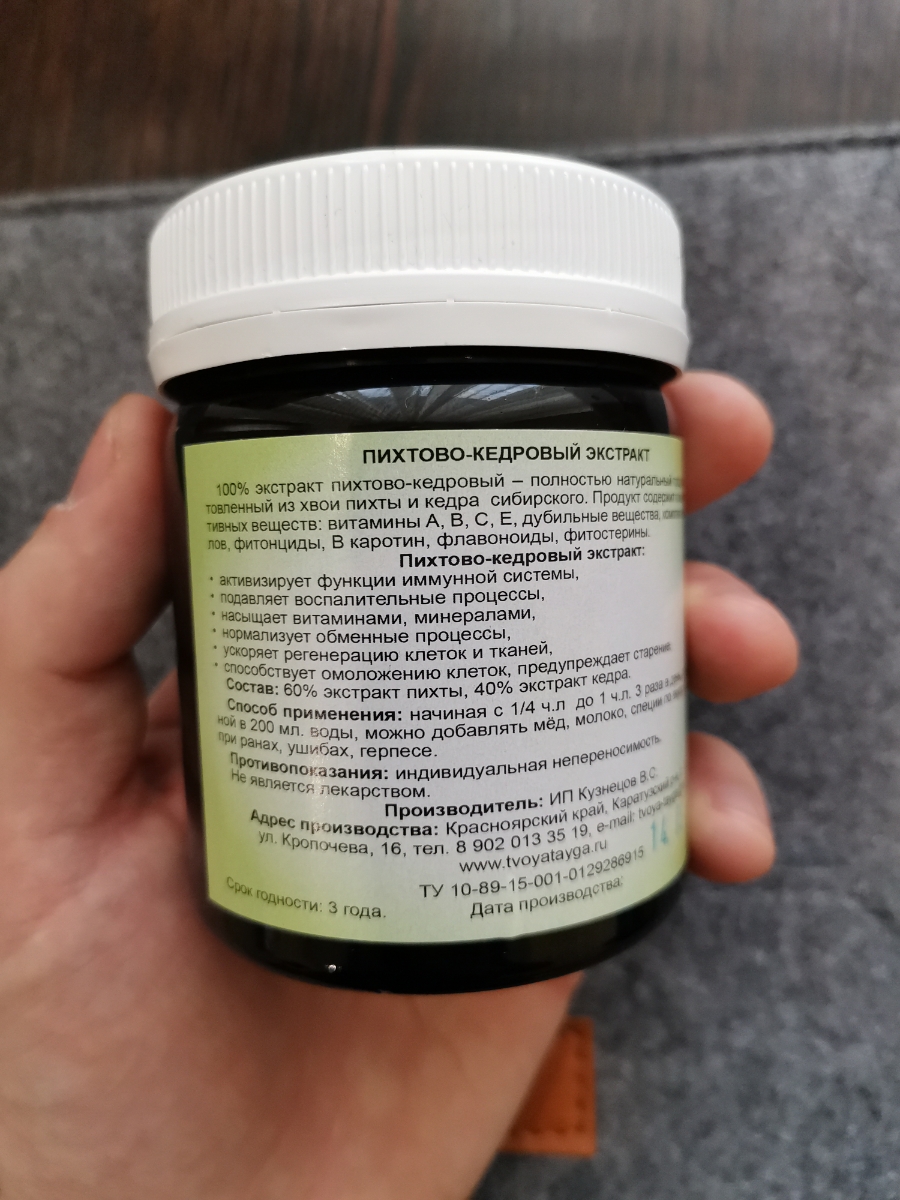 ПИХТОВО-КЕДРОВЫЙ ЭКСТРАКТ
100% экстракт пихтово-кедровый – полностью натуральный
товленный из хвои пихты и кедра сибирского. Продукт содержит
тивных веществ: витамины А, В, С, Е, дубильные вещества,
лов, фитонциды, В каротин, флавоноиды, фитостерины.
Пихтово-кедровый экстракт:
• активизирует функции иммунной системы,
• подавляет воспалительные процессы,
• насыщает витаминами, минералами,
• нормализует обменные процессы,
• ускоряет регенерацию клеток и тканей,
• способствует омоложению клеток, предупреждает старение.
Состав: 60% экстракт пихты, 40% экстракт кедра.
Способ применения: начиная с 1/4 ч.л до 1 ч.л. 3 раза в
ной в 200 мл. воды, можно добавлять мёд, молоко, специи по
при ранах, ушибах, герпесе.
Противопоказания: индивидуальная непереносимость.
Не является лекарством.
Производитель: ИП Кузнецов В.С.
Адрес производства: Красноярский край, Каратузский
ул. Кропочева, 16, тел. 8 902 013 35 19, e-mail:
www.tvoyatayga.ru
14
ТУ 10-89-15-001-0129286915
Срок годности: 3 года.
Дата производства: